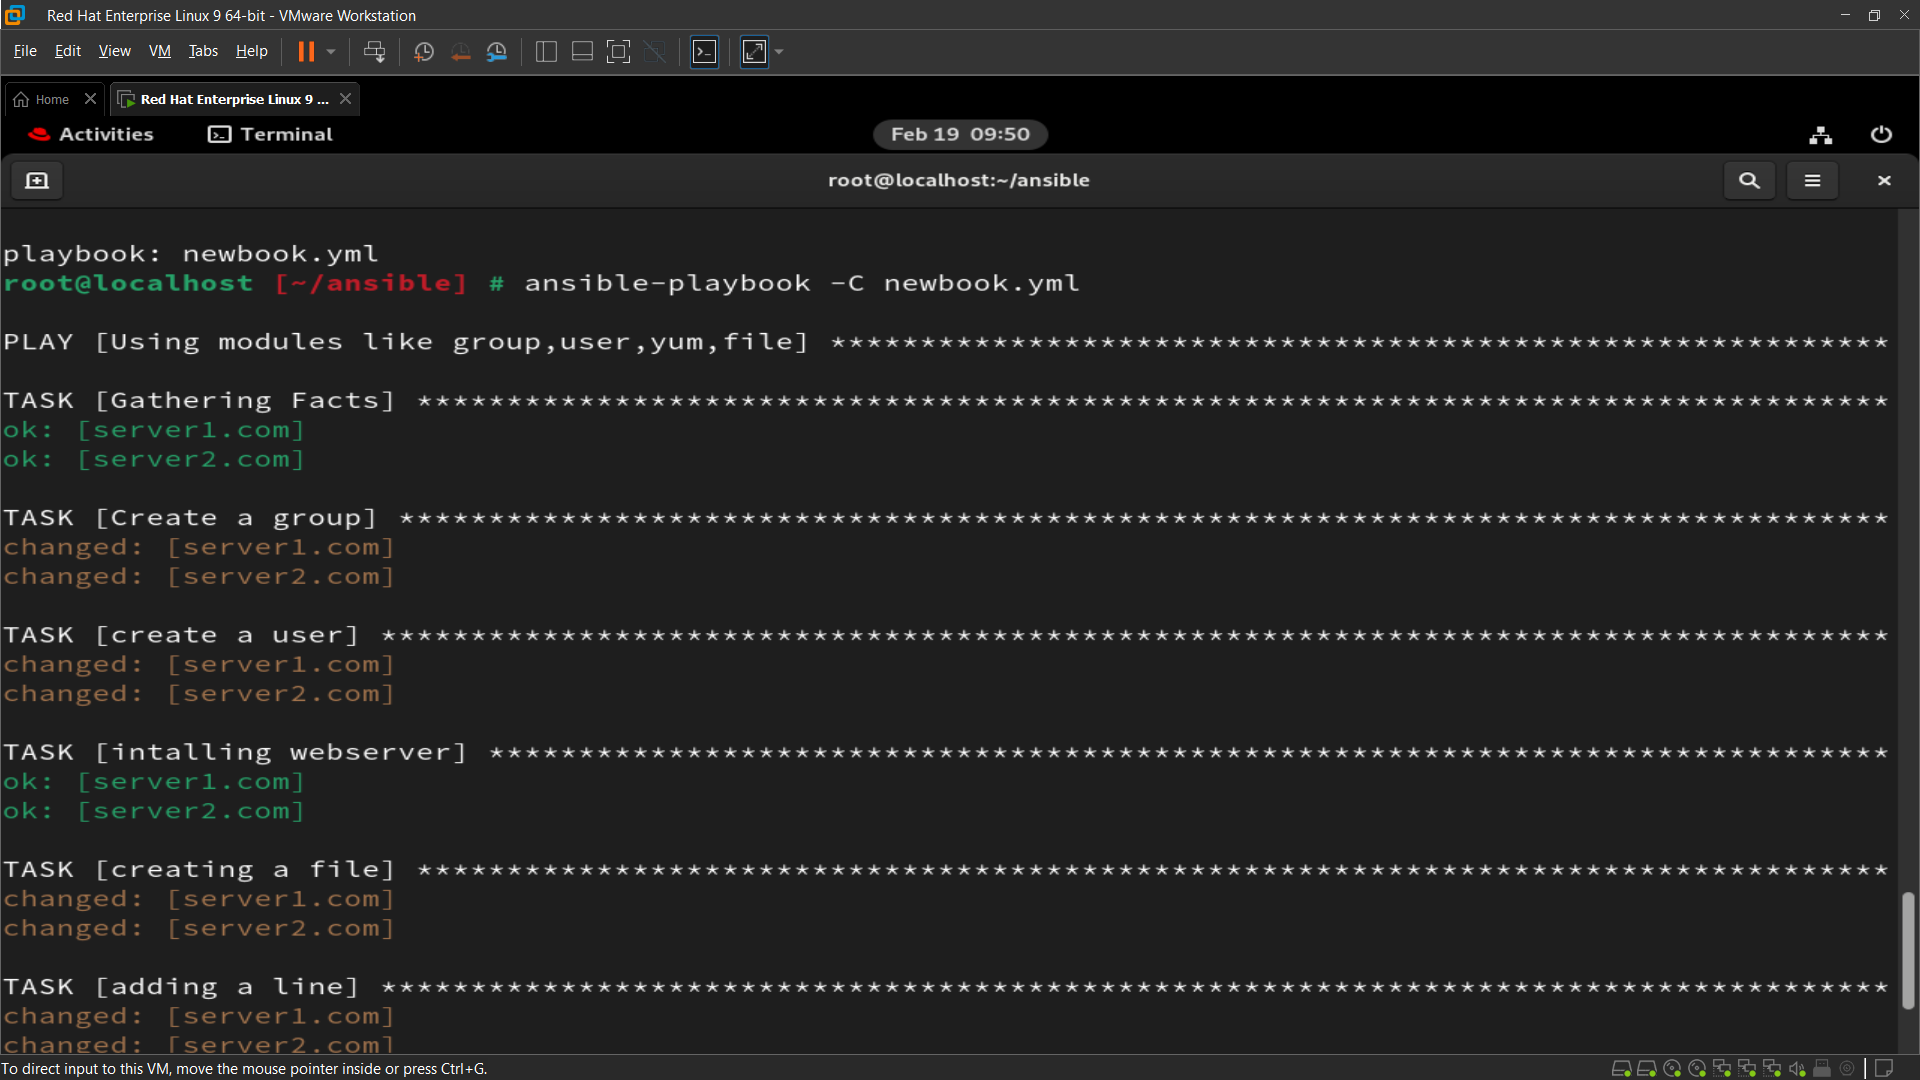 Red Hat Enterprise Linux 9 64-bit - VMware Workstation
File Edit View VM Tabs Help
Home
Red Hat Enterprise Linux 9 ...
Activities Terminal Feb 19 09:50
root@localhost:~/ansible
playbook: newbook.yml
root@localhost [~/ansible] # ansible-playbook -C newbook.yml
PLAY [Using modules like group,user,yum,file] ***********************************************************
TASK [Gathering Facts] **********************************************************************************
ok: [server1.com]
ok: [server2.com]
TASK [Create a group] ***********************************************************************************
changed: [server1.com]
changed: [server2.com]
TASK [create a user] ************************************************************************************
changed: [server1.com]
changed: [server2.com]
TASK [intalling webserver] ******************************************************************************
ok: [server1.com]
ok: [server2.com]
TASK [creating a file] **********************************************************************************
changed: [server1.com]
changed: [server2.com]
TASK [adding a line] ************************************************************************************
changed: [server1.com]
changed: [server2.com]
To direct input to this VM, move the mouse pointer inside or press Ctrl+G.